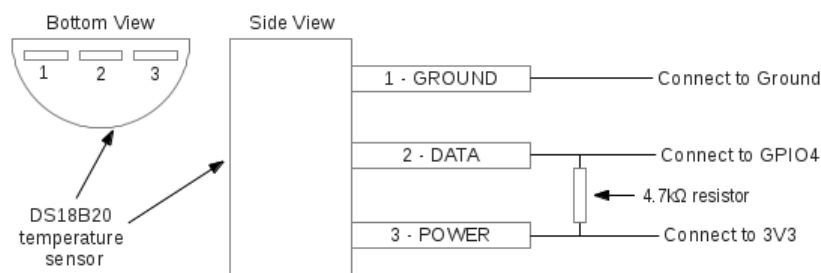 Bottom View
Side View
1
2
3
1 - GROUND
Connect to Ground
2 - DATA
Connect to GPIO4
4.7kΩ resistor
DS18B20
temperature
sensor
3 - POWER
Connect to 3V3